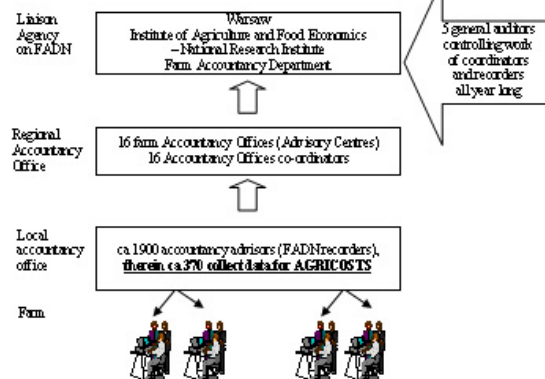 Liaison
Agency
on FADN
Warsaw
Institute of Agriculture and Food Economics
– National Research Institute
Farm Accountancy Department
5 general auditors
controlling work
of coordinators
and recorders
all year long
Regional
Accountancy
Office
16 farm Accountancy Offices (Advisory Centres)
16 Accountancy Offices co-ordinators
Local
accountancy
office
ca 1900 accountancy advisors (FADN recorders),
therein ca 370 collect data for AGRICOSTS
Farm